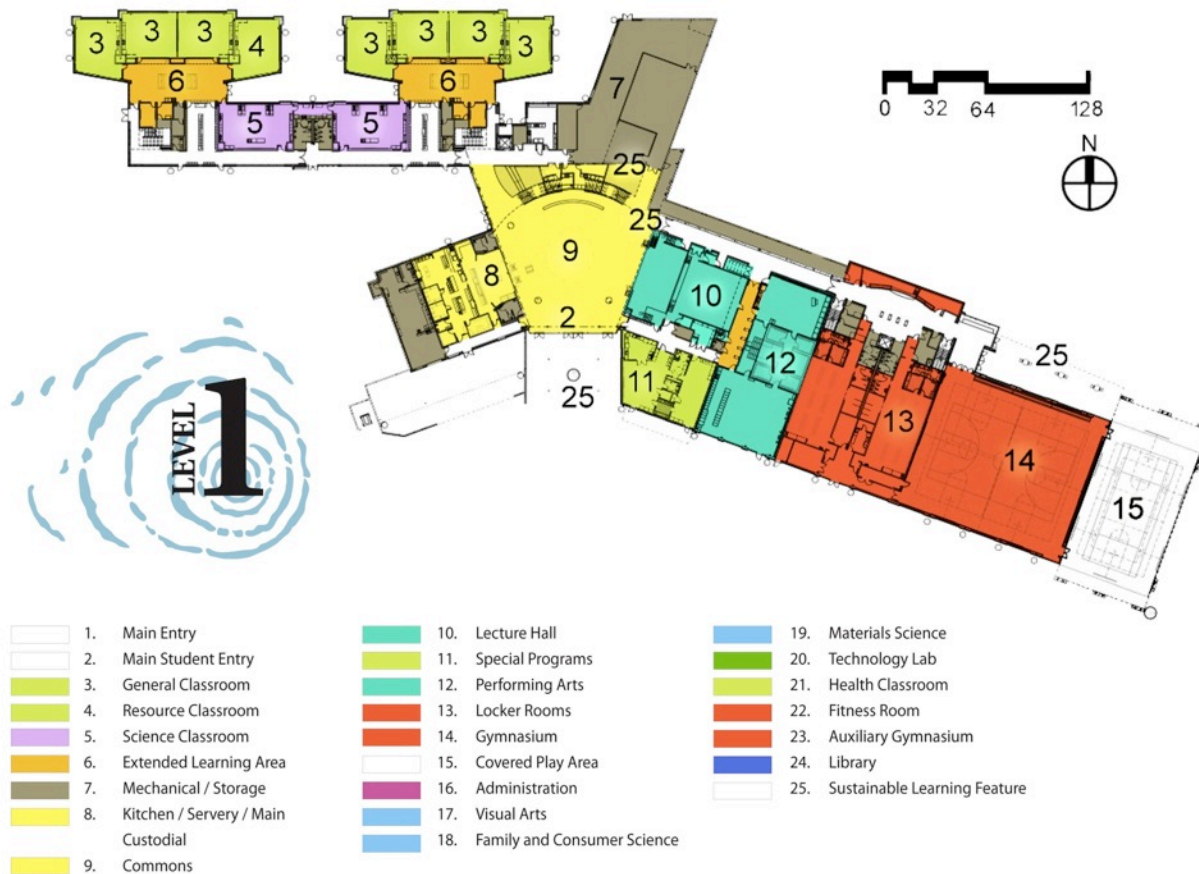 3 3 3 4 3 3 3 3
6 6 7
5 5
0 32 64 128
N
25
25
9
8
10
2
12
25
11
25
13
14
15
LEVEL 1
1. Main Entry
2. Main Student Entry
3. General Classroom
4. Resource Classroom
5. Science Classroom
6. Extended Learning Area
7. Mechanical / Storage
8. Kitchen / Servery / Main
Custodial
9. Commons
10. Lecture Hall
11. Special Programs
12. Performing Arts
13. Locker Rooms
14. Gymnasium
15. Covered Play Area
16. Administration
17. Visual Arts
18. Family and Consumer Science
19. Materials Science
20. Technology Lab
21. Health Classroom
22. Fitness Room
23. Auxiliary Gymnasium
24. Library
25. Sustainable Learning Feature